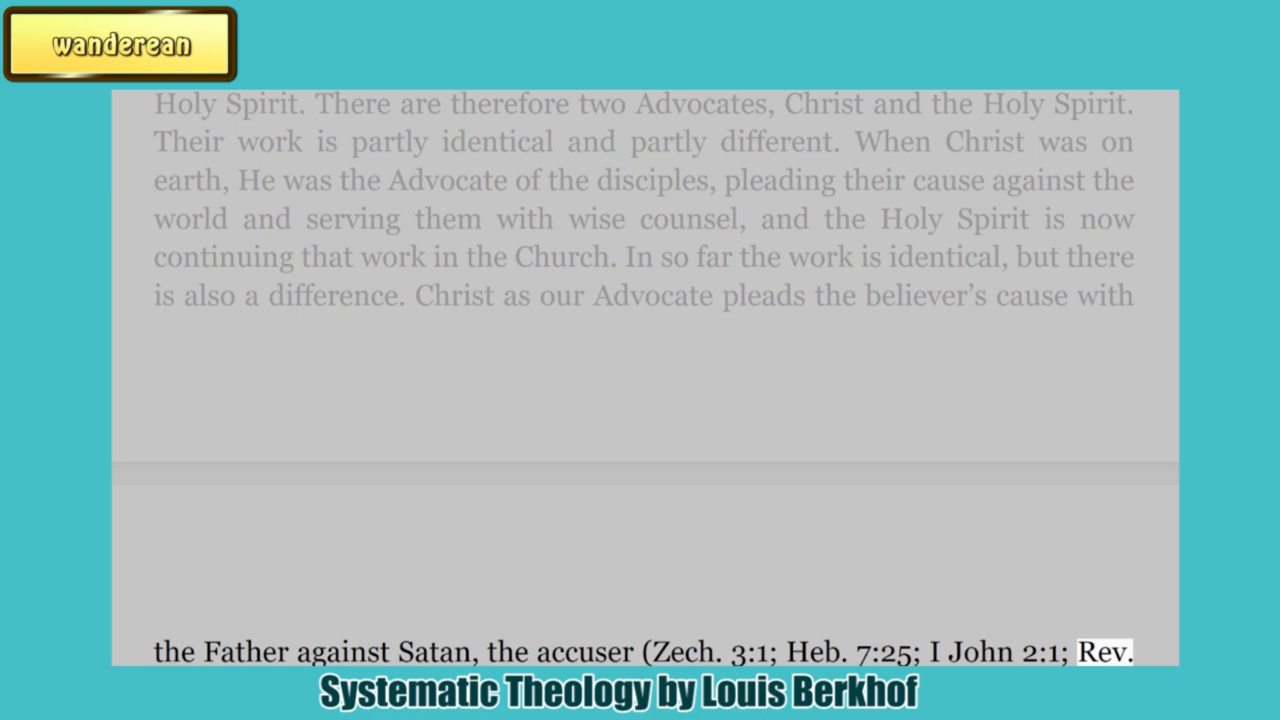 wanderean
Holy Spirit. There are therefore two Advocates, Christ and the Holy Spirit.
Their work is partly identical and partly different. When Christ was on
earth, He was the Advocate of the disciples, pleading their cause against the
world and serving them with wise counsel, and the Holy Spirit is now
continuing that work in the Church. In so far the work is identical, but there
is also a difference. Christ as our Advocate pleads the believer’s cause with
the Father against Satan, the accuser (Zech. 3:1; Heb. 7:25; I John 2:1; Rev.
Systematic Theology by Louis Berkhof